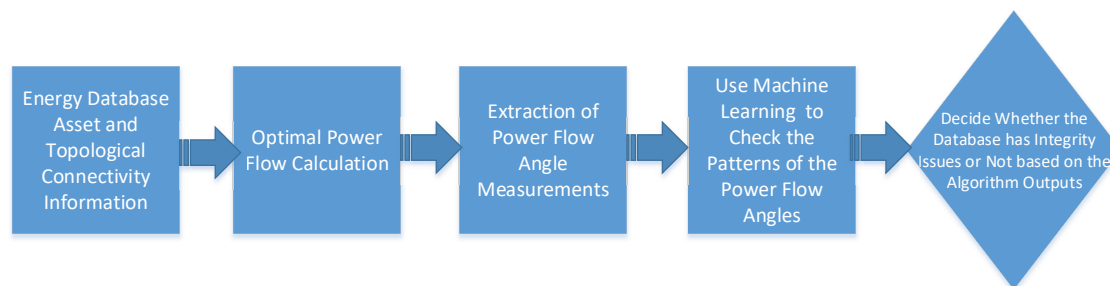 Energy Database
Asset and
Topological
Connectivity
Information
Optimal Power
Flow Calculation
Extraction of
Power Flow
Angle
Measurements
Use Machine
Learning to
Check the
Patterns of the
Power Flow
Angles
Decide Whether the
Database has Integrity
Issues or Not based on the
Algorithm Outputs